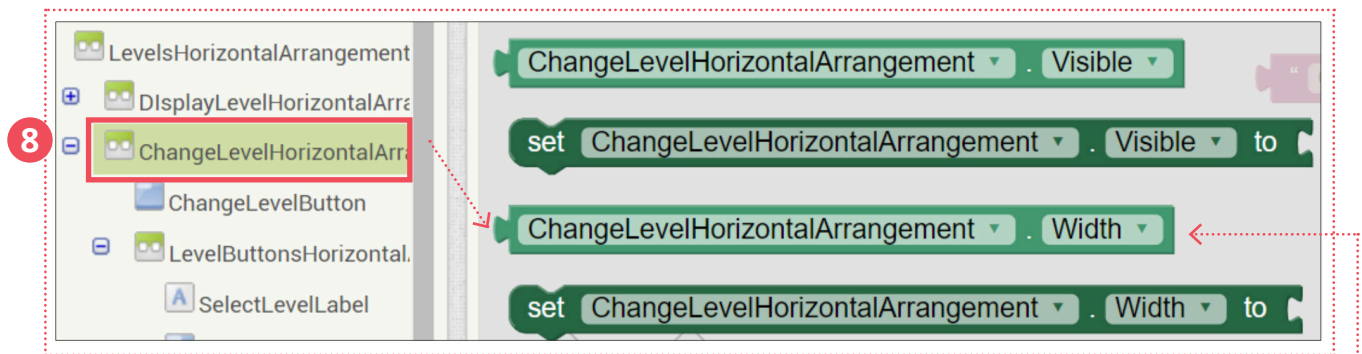 LevelsHorizontalArrangement
DIsplayLevelHorizontalArra
8
ChangeLevelHorizontalArra
ChangeLevelButton
LevelButtonsHorizontal
A SelectLevelLabel
ChangeLevelHorizontalArrangement . Visible
set ChangeLevelHorizontalArrangement . Visible to
ChangeLevelHorizontalArrangement . Width
set ChangeLevelHorizontalArrangement . Width to